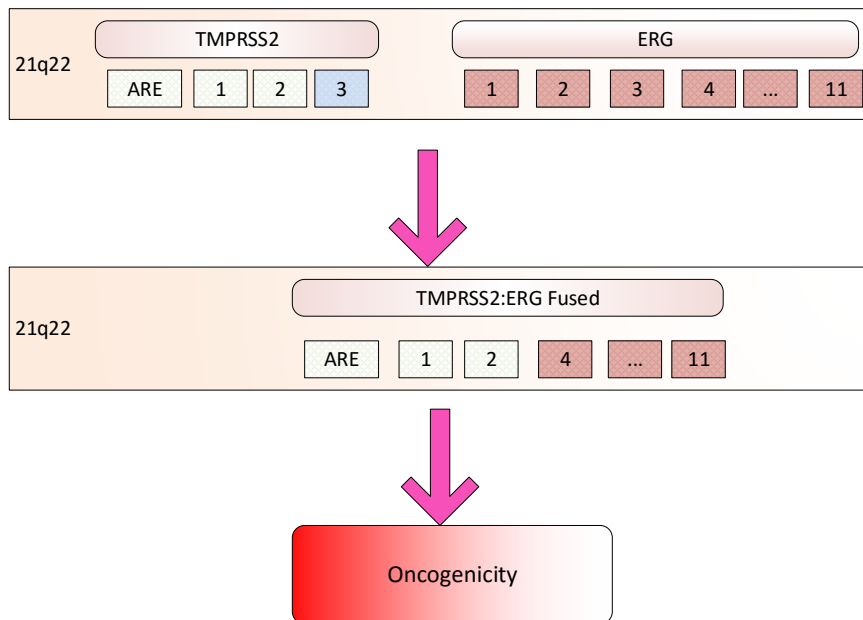 TMPRSS2 ERG
21q22
ARE 1 2 3 1 2 3 4 ... 11
TMPRSS2:ERG Fused
21q22
ARE 1 2 4 ... 11
Oncogenicity